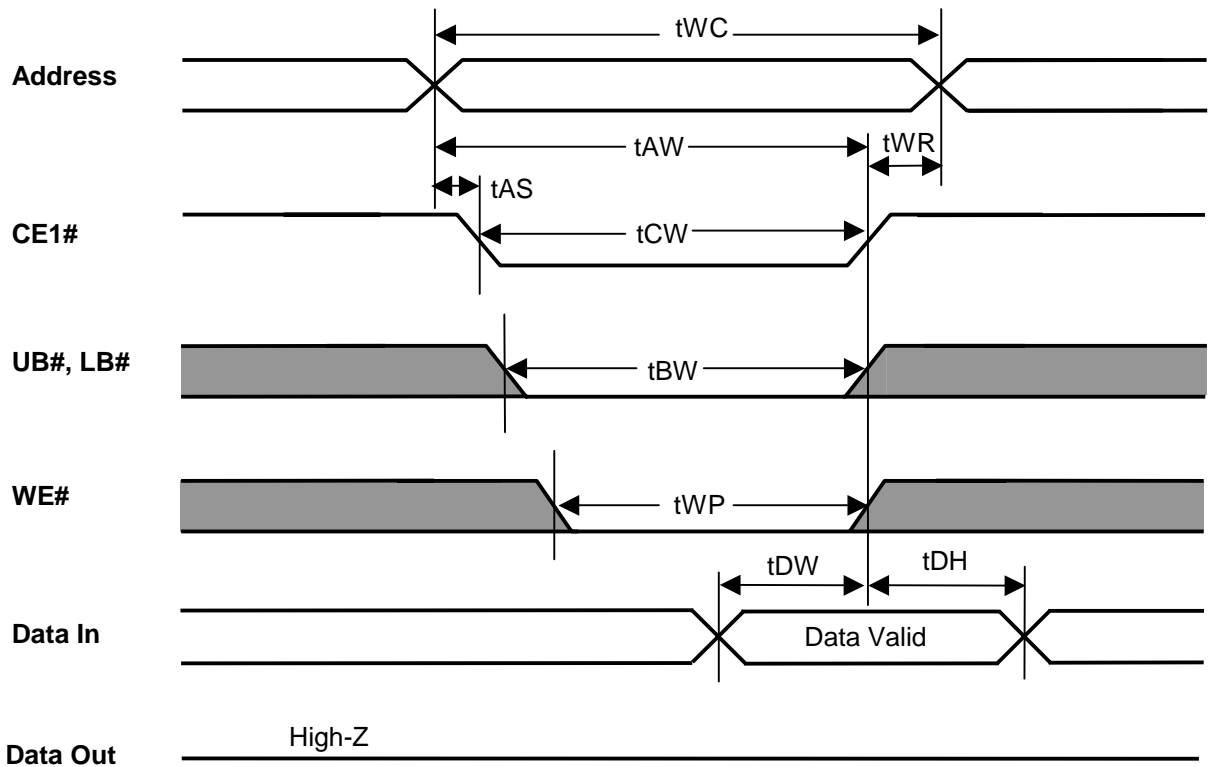 tWC
Address
tAW
tWR
tAS
CE1#
tCW
UB#, LB#
tBW
WE#
tWP
tDW
tDH
Data In
Data Valid
High-Z
Data Out